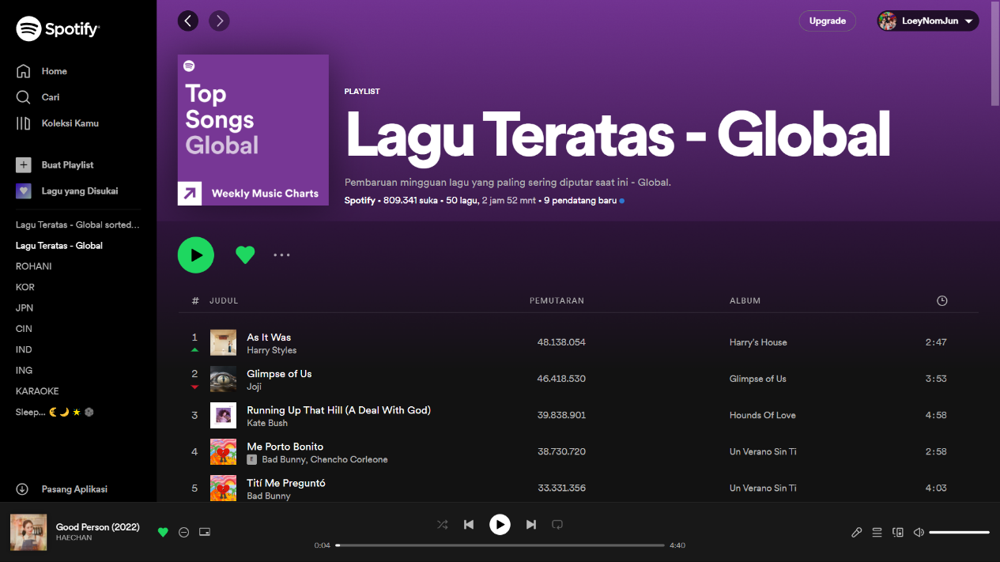 Spotify
Home
Cari
Koleksi Kamu
Buat Playlist
Lagu yang Disukai
Lagu Teratas - Global sorted...
Lagu Teratas - Global
ROHANI
KOR
JPN
CIN
IND
ING
KARAOKE
Sleep...
Pasang Aplikasi
Upgrade
LoeyNomJun
Top
Songs
Global
Weekly Music Charts
PLAYLIST
Lagu Teratas - Global
Pembaruan mingguan lagu yang paling sering diputar saat ini - Global.
Spotify • 809.341 suka • 50 lagu, 2 jam 52 mnt • 9 pendatang baru
# JUDUL PEMUTARAN ALBUM
1 As It Was 48.138.054 Harry's House 2:47
Harry Styles
2 Glimpse of Us 46.418.530 Glimpse of Us 3:53
Joji
3 Running Up That Hill (A Deal With God) 39.838.901 Hounds Of Love 4:58
Kate Bush
4 Me Porto Bonito 38.730.720 Un Verano Sin Ti 2:58
E Bad Bunny, Chencho Corleone
5 Tití Me Preguntó 33.331.356 Un Verano Sin Ti 4:03
Bad Bunny
Good Person (2022)
HAECHAN
0:04 4:40